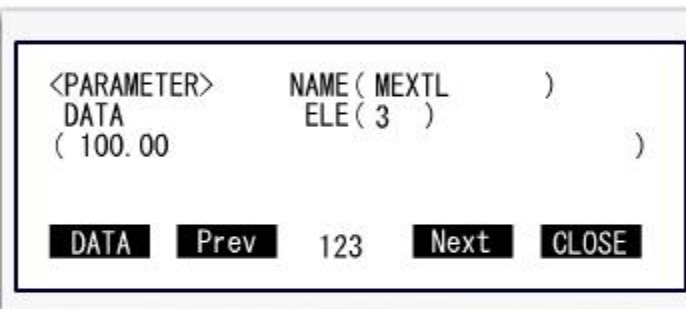 <PARAMETER> NAME( MEXTL )
DATA ELE( 3 )
( 100.00 )
DATA Prev 123 Next CLOSE